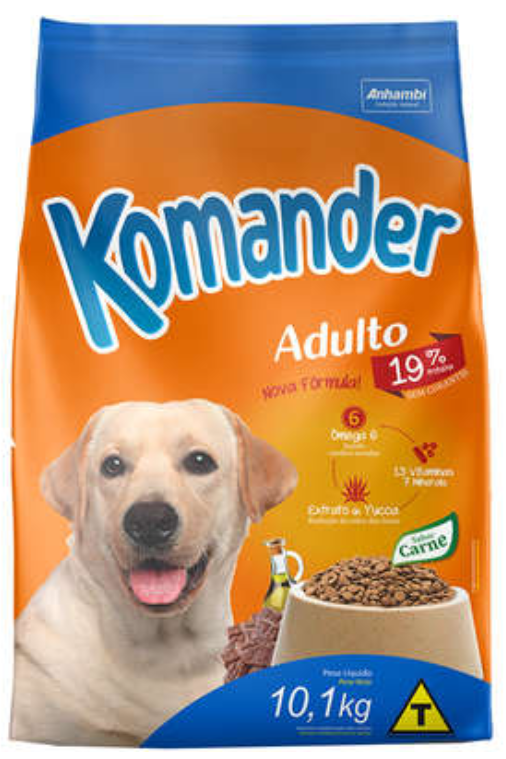 Anhambi
Komander
Adulto
19%
Nova Fórmula!
SEM CORANTES
6
Ômega 6
13 Vitaminas
7 Minerais
Extrato de Yucca
Sabor
Carne
Peso Líquido
10,1kg
T